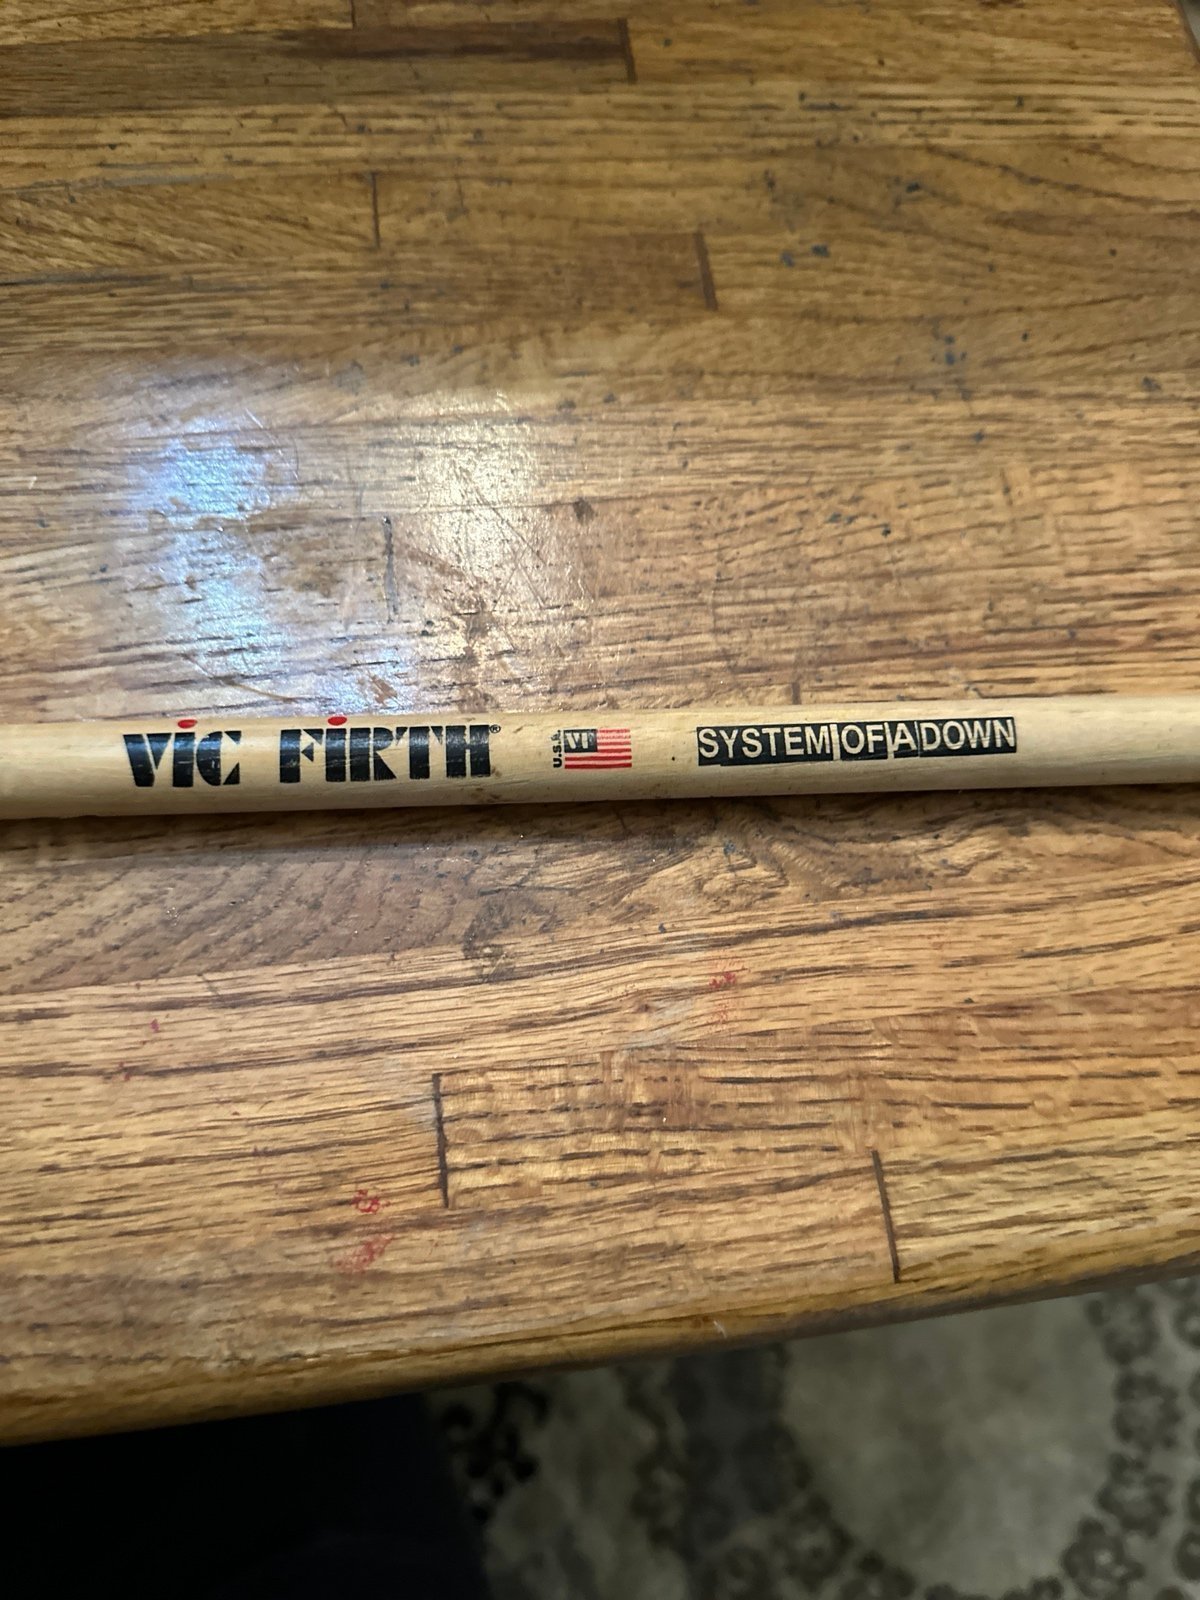 VIC FIRTH® U.S.A. VF SYSTEM OF A DOWN